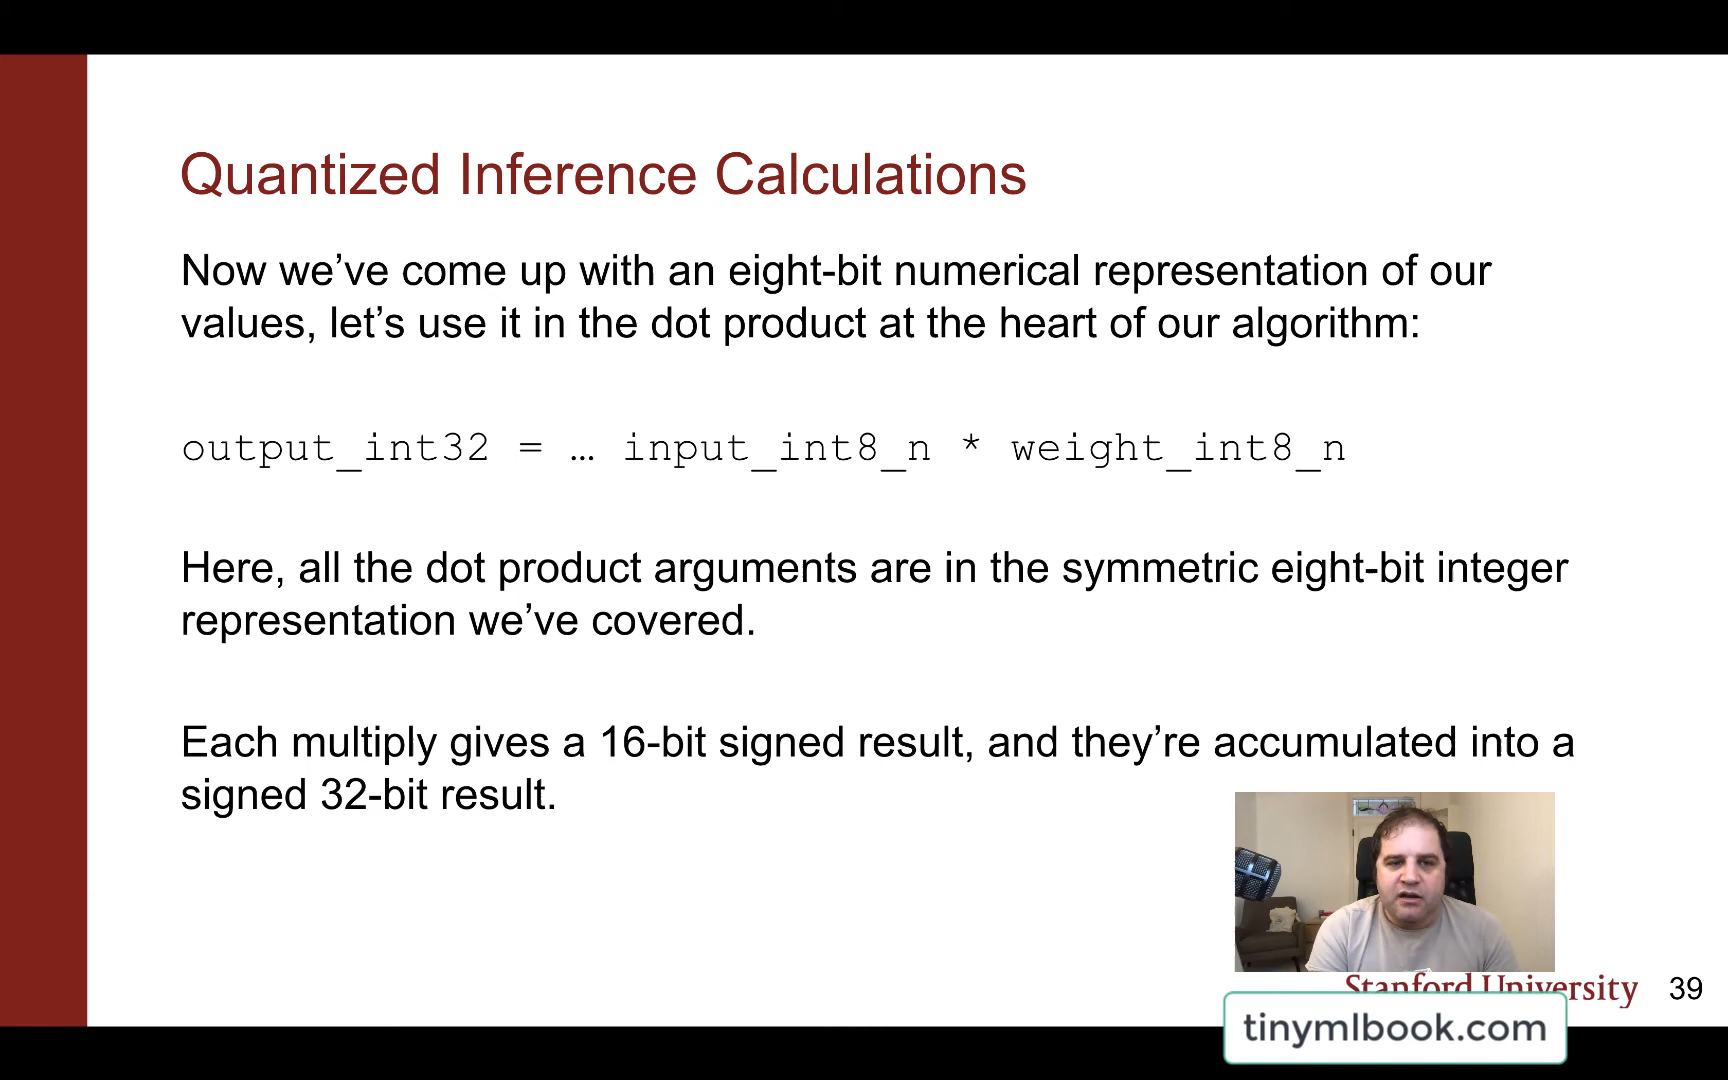 Quantized Inference Calculations
Now we’ve come up with an eight-bit numerical representation of our
values, let’s use it in the dot product at the heart of our algorithm:
output_int32 = … input_int8_n * weight_int8_n
Here, all the dot product arguments are in the symmetric eight-bit integer
representation we’ve covered.
Each multiply gives a 16-bit signed result, and they’re accumulated into a
signed 32-bit result.
Stanford University 39
tinymlbook.com